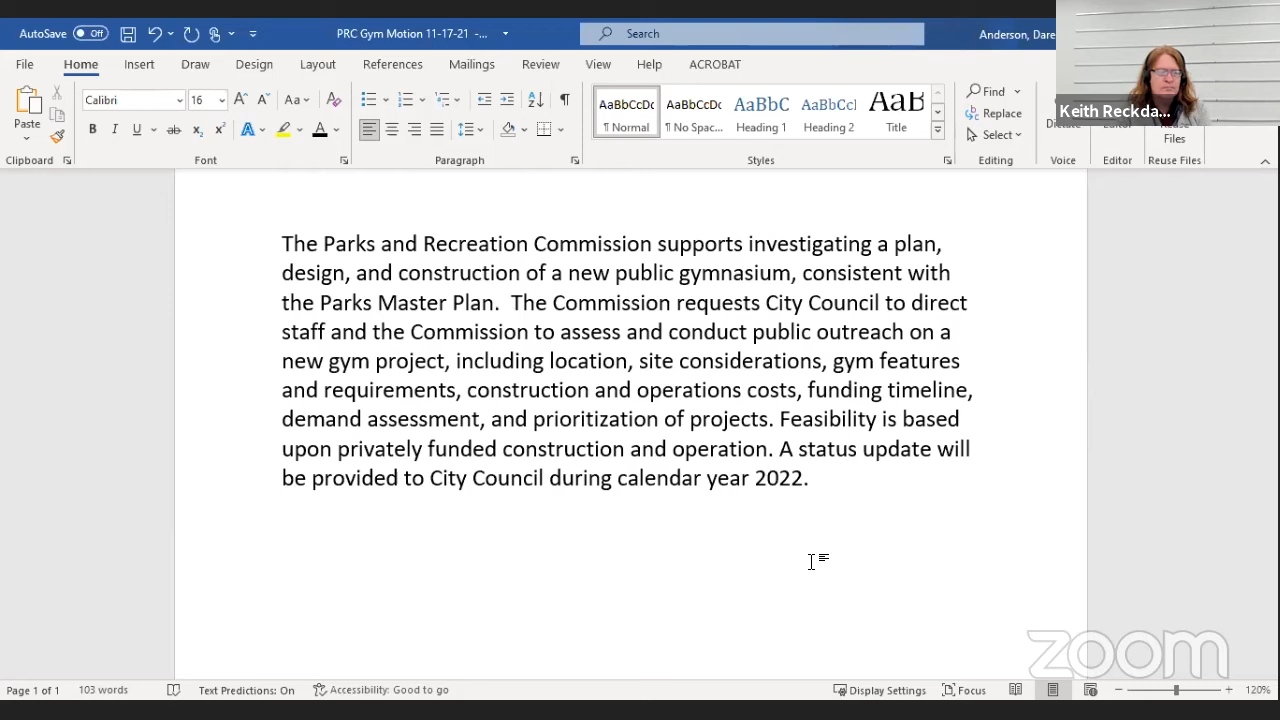 AutoSave Off PRC Gym Motion 11-17-21 -... Search Anderson, Dare
File Home Insert Draw Design Layout References Mailings Review View Help ACROBAT
Keith Reckda...
Paste Calibri 16 Aa AaBbCcDc AaBbCcDc AaBbC AaBbCcl AaB Find
Replace
B I U ab x₂ x² A A ¶ Normal ¶ No Spac... Heading 1 Heading 2 Title Select Reuse
Files
Clipboard Font Paragraph Styles Editing Voice Editor Reuse Files
The Parks and Recreation Commission supports investigating a plan,
design, and construction of a new public gymnasium, consistent with
the Parks Master Plan.  The Commission requests City Council to direct
staff and the Commission to assess and conduct public outreach on a
new gym project, including location, site considerations, gym features
and requirements, construction and operations costs, funding timeline,
demand assessment, and prioritization of projects. Feasibility is based
upon privately funded construction and operation. A status update will
be provided to City Council during calendar year 2022.
zoom
Page 1 of 1 103 words Text Predictions: On Accessibility: Good to go Display Settings Focus 120%